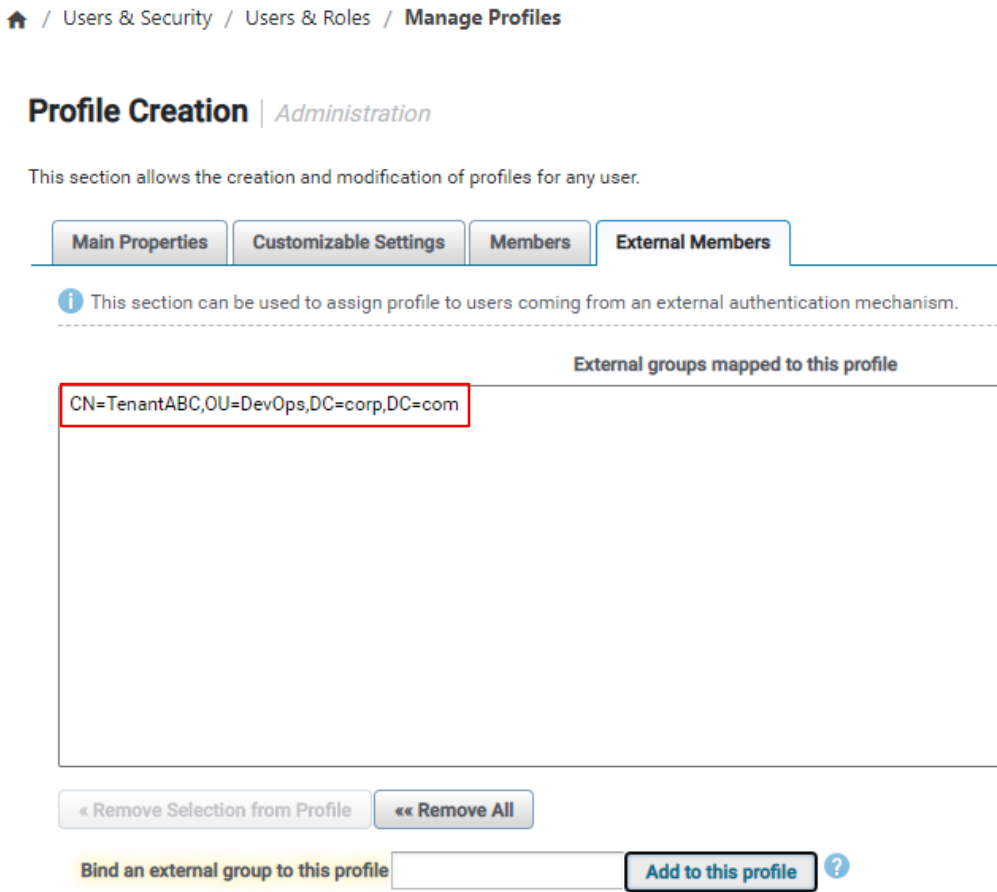 / Users & Security / Users & Roles / Manage Profiles
Profile Creation | Administration
This section allows the creation and modification of profiles for any user.
Main Properties Customizable Settings Members External Members
i This section can be used to assign profile to users coming from an external authentication mechanism.
External groups mapped to this profile
CN=TenantABC,OU=DevOps,DC=corp,DC=com
« Remove Selection from Profile «« Remove All
Bind an external group to this profile Add to this profile ?